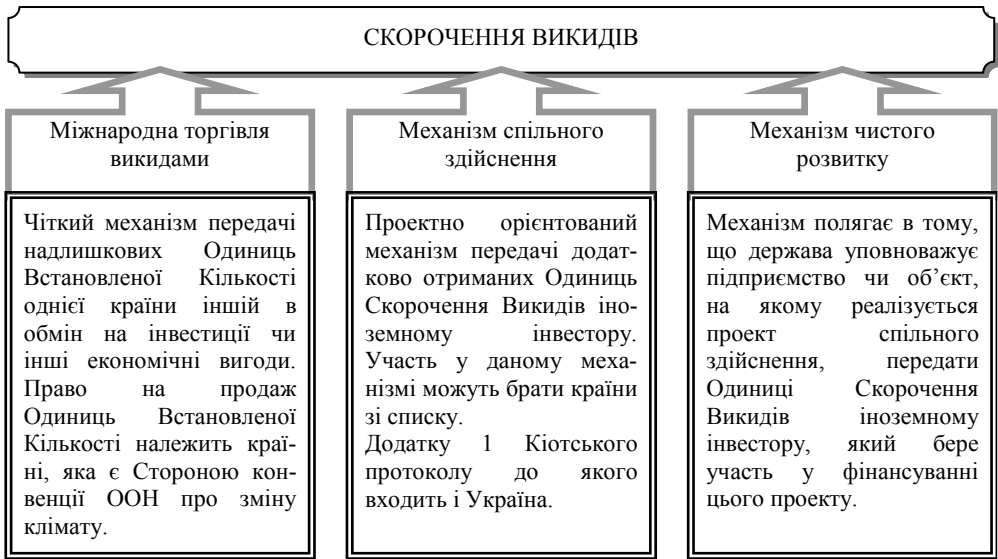 СКОРОЧЕННЯ ВИКИДІВ
Міжнародна торгівля
викидами
Чіткий механізм передачі
надлишкових Одиниць
Встановленої Кількості
однієї країни іншій в
обмін на інвестиції чи
інші економічні вигоди.
Право на продаж
Одиниць Встановленої
Кількості належить краї-
ні, яка є Стороною кон-
венції ООН про зміну
клімату.
Механізм спільного
здійснення
Проектно орієнтований
механізм передачі додат-
ково отриманих Одиниць
Скорочення Викидів іно-
земному інвестору.
Участь у даному меха-
нізмі можуть брати країни
зі списку.
Додатку 1 Кіотського
протоколу до якого
входить і Україна.
Механізм чистого
розвитку
Механізм полягає в тому,
що держава уповноважує
підприємство чи об’єкт,
на якому реалізується
проект спільного
здійснення, передати
Одиниці Скорочення
Викидів іноземному
інвестору, який бере
участь у фінансуванні
цього проекту.